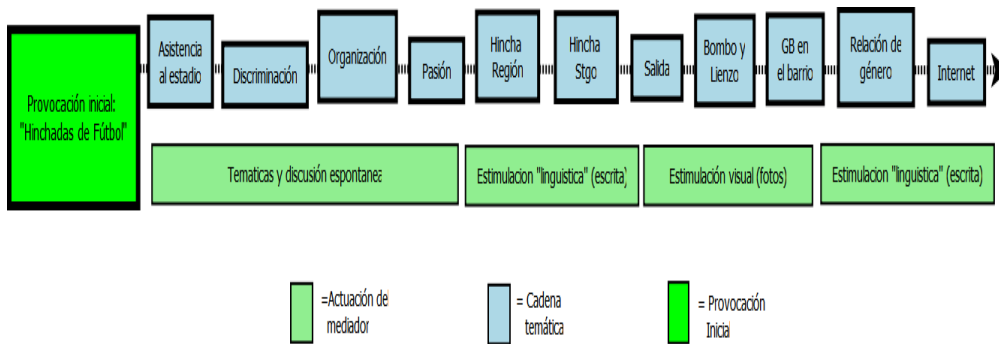 Provocación inicial:
"Hinchadas de Fútbol"
Asistencia
al estadio
Discriminación
Organización
Pasión
Hincha
Región
Hincha
Stgo
Salida
Bombo y
Lienzo
GB en
el barrio
Relación de
género
Internet
Tematicas y discusión espontanea
Estimulacion "linguistica" (escrita)
Estimulación visual (fotos)
Estimulacion "linguistica" (escrita)
=Actuación del
mediador
= Cadena
temática
= Provocación
Inicial